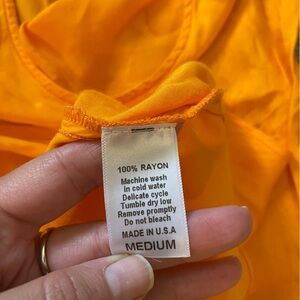 100% RAYON
Machine wash
in cold water
Delicate cycle
Tumble dry low
Remove promptly
Do not bleach
MADE IN U.S.A
MEDIUM